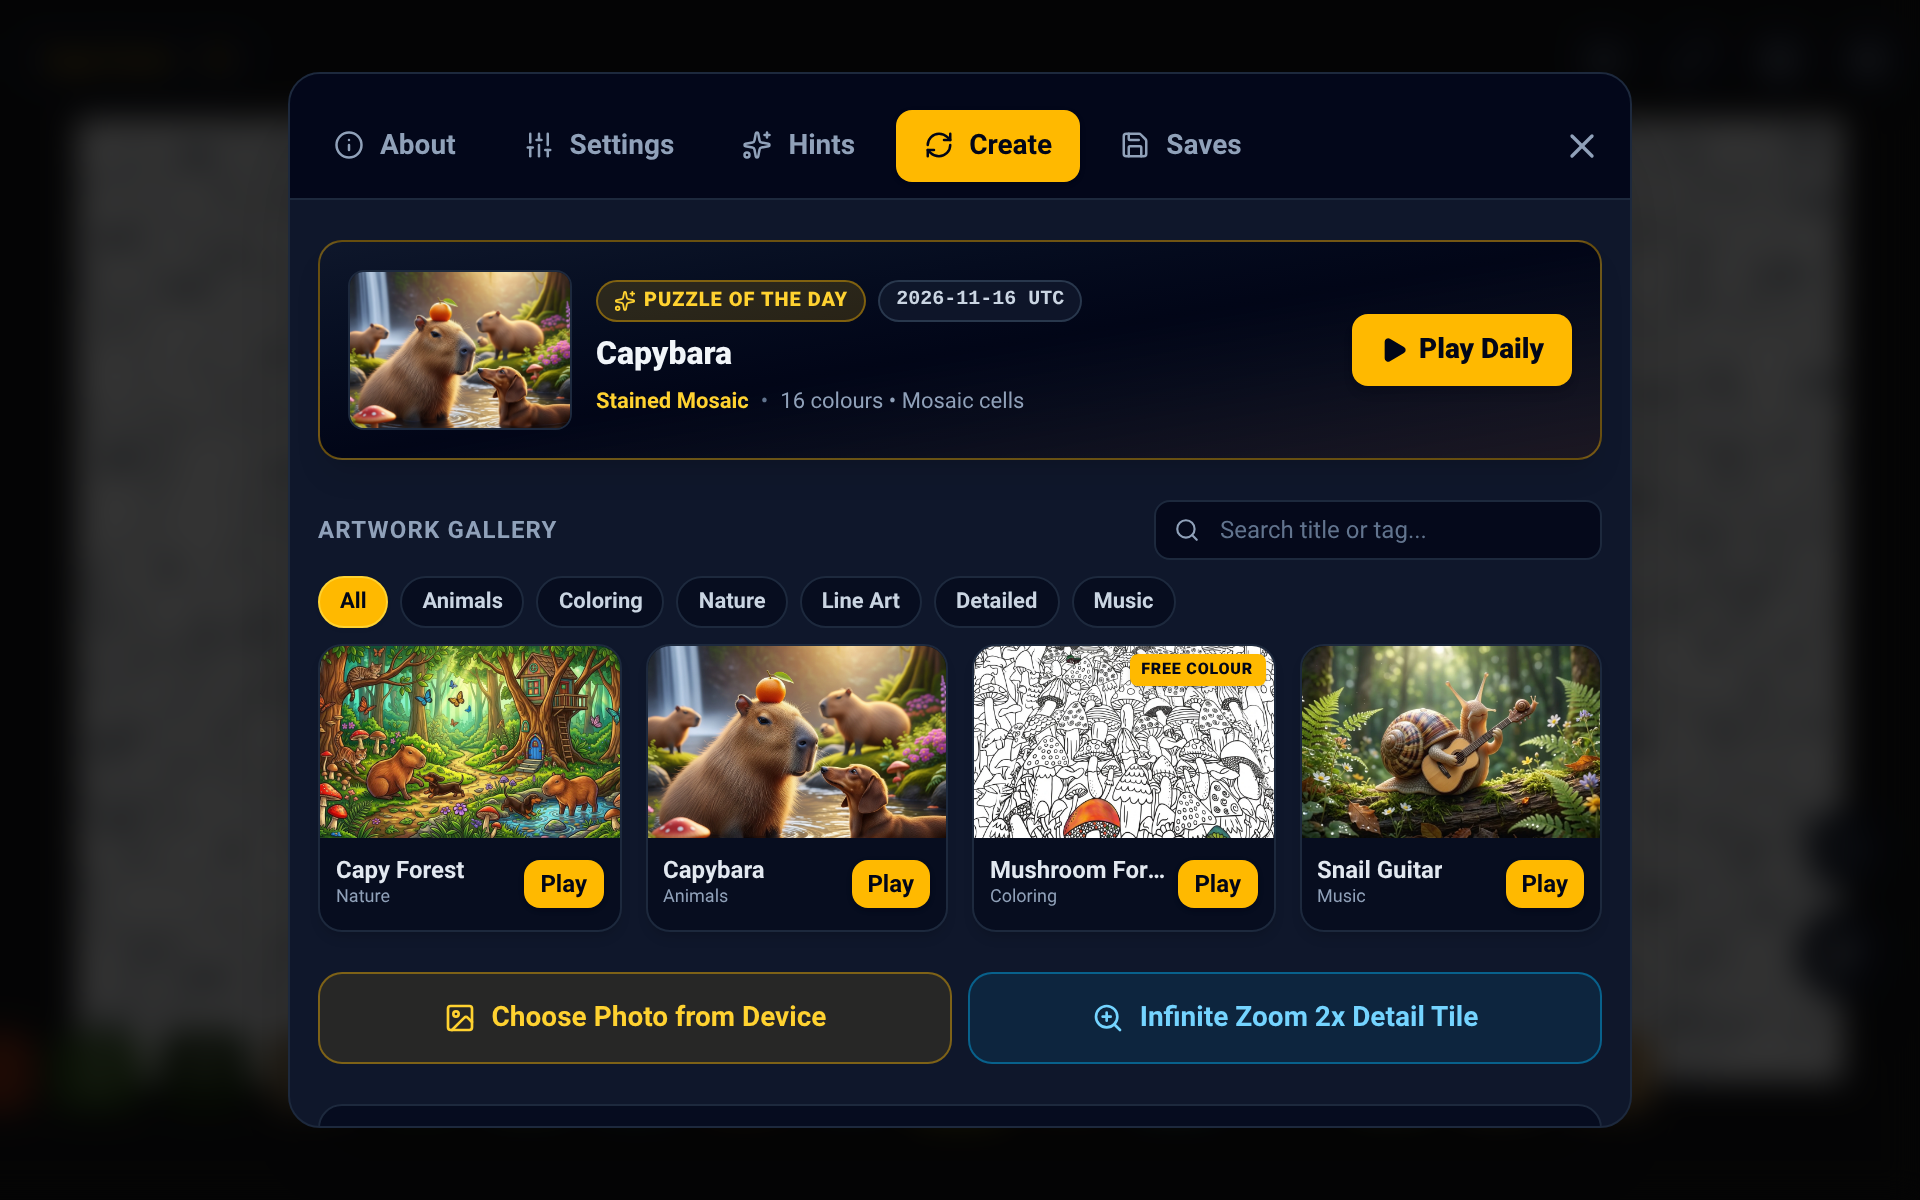 About
Settings
Hints
Create
Saves
PUZZLE OF THE DAY
2026-11-16 UTC
Capybara
Stained Mosaic • 16 colours • Mosaic cells
Play Daily
ARTWORK GALLERY
Search title or tag...
All
Animals
Coloring
Nature
Line Art
Detailed
Music
FREE COLOUR
Capy Forest
Nature
Play
Capybara
Animals
Play
Mushroom For...
Coloring
Play
Snail Guitar
Music
Play
Choose Photo from Device
Infinite Zoom 2x Detail Tile